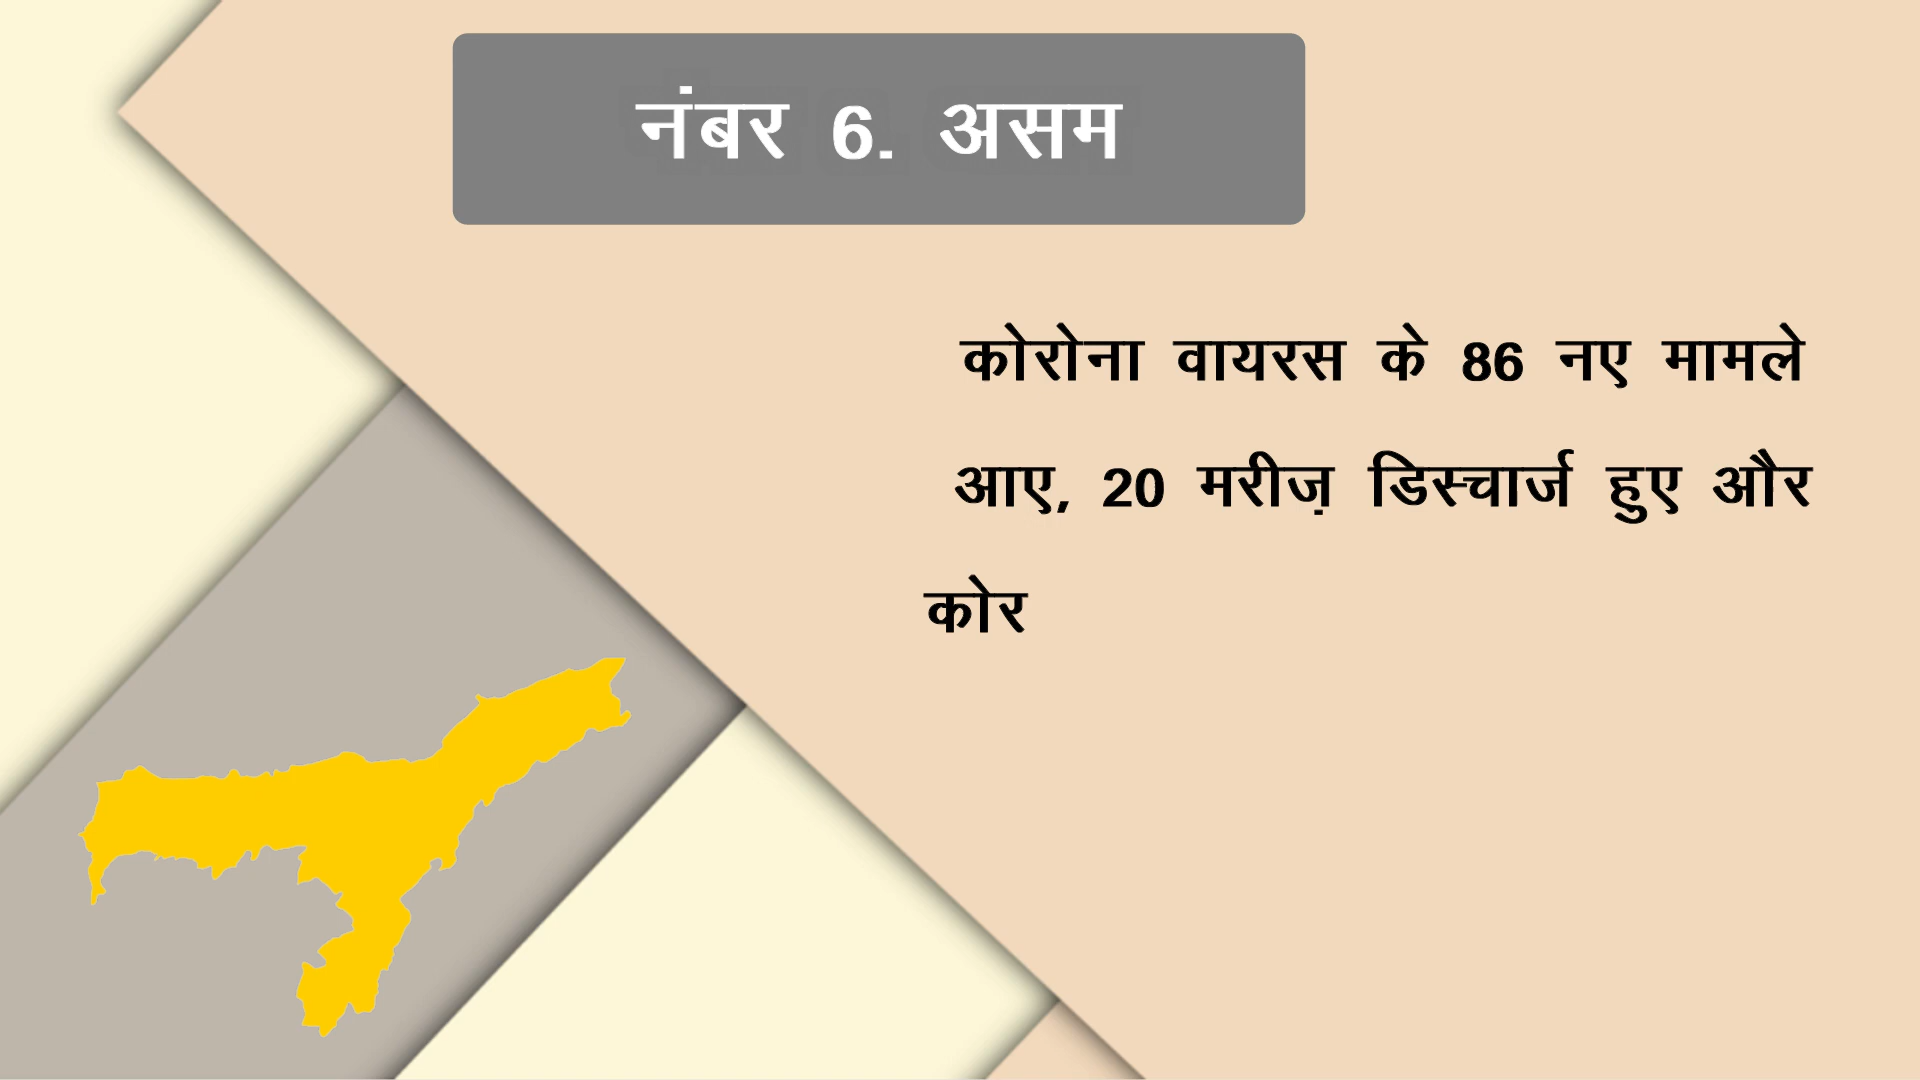 नंबर 6. असम
कोरोना वायरस के 86 नए मामले
आए, 20 मरीज़ डिस्चार्ज हुए और
कोर